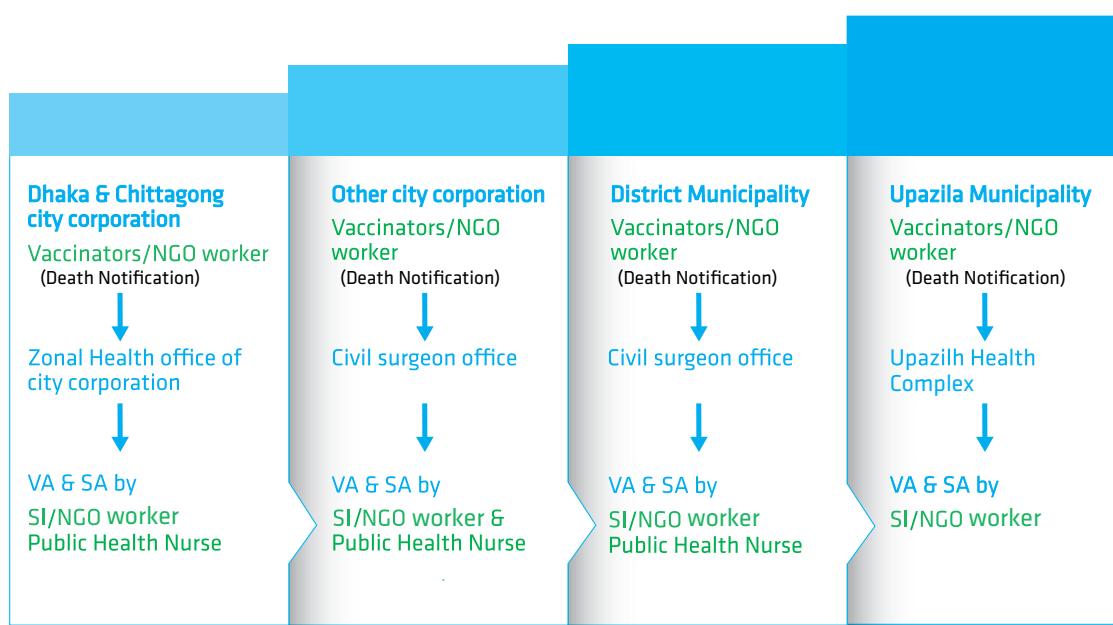 Dhaka & Chittagong
city corporation
Vaccinators/NGO worker
(Death Notification)
Zonal Health office of
city corporation
VA & SA by
SI/NGO worker
Public Health Nurse
Other city corporation
Vaccinators/NGO
worker
(Death Notification)
Civil surgeon office
VA & SA by
SI/NGO worker &
Public Health Nurse
District Municipality
Vaccinators/NGO
worker
(Death Notification)
Civil surgeon office
VA & SA by
SI/NGO worker
Public Health Nurse
Upazila Municipality
Vaccinators/NGO
worker
(Death Notification)
Upazilh Health
Complex
VA & SA by
SI/NGO worker